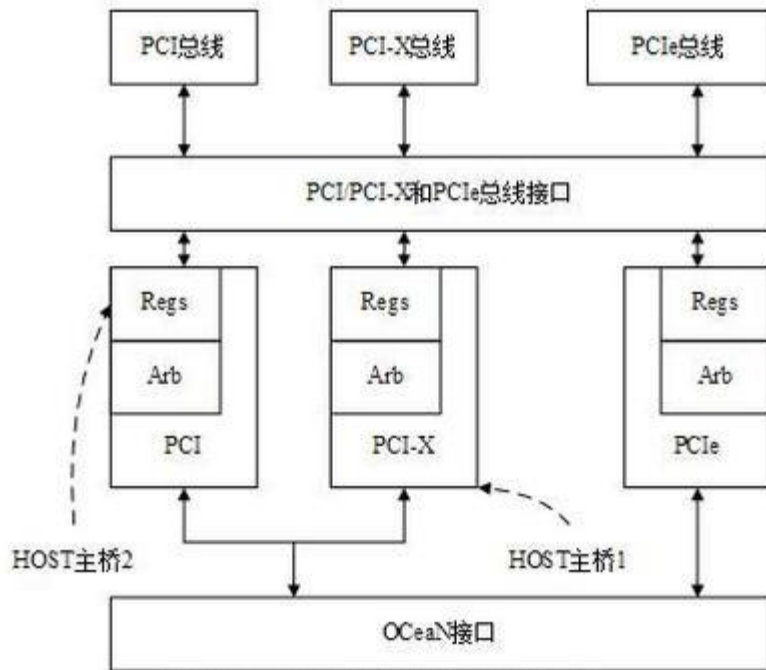 PCI总线 PCI-X总线 PCIe总线
PCI/PCI-X和PCIe总线接口
Regs Regs Regs
Arb Arb Arb
PCI PCI-X PCIe
HOST主桥2 HOST主桥1
OCeaN接口